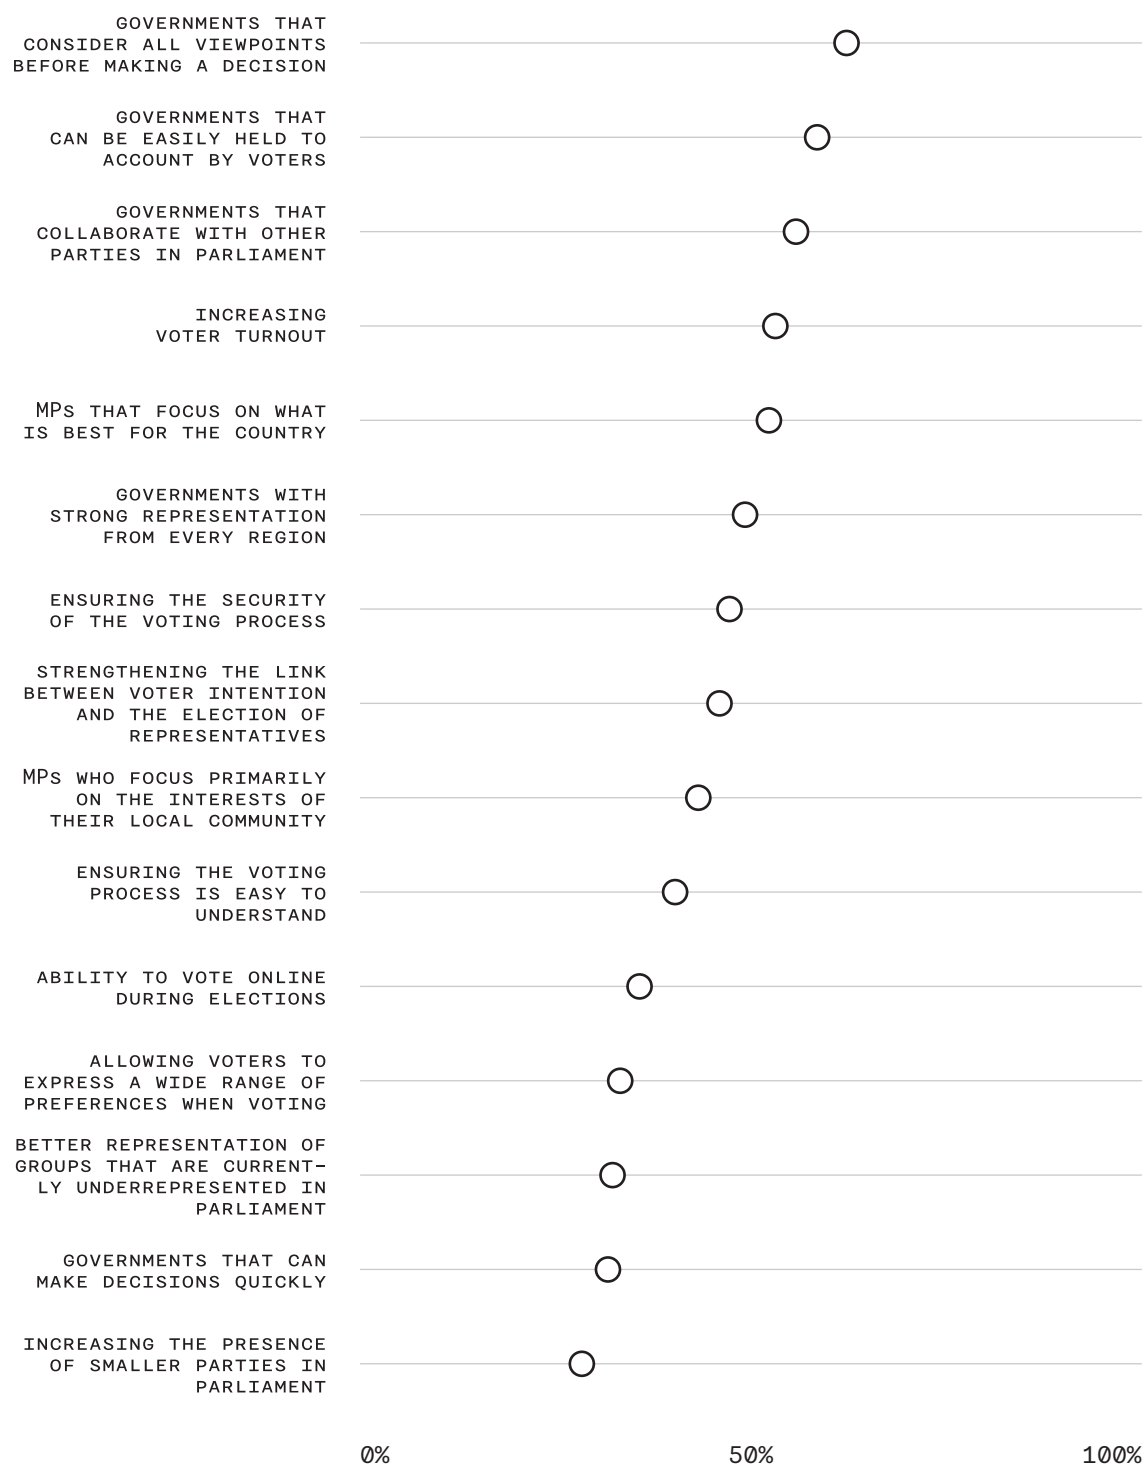 GOVERNMENTS THAT
CONSIDER ALL VIEWPOINTS
BEFORE MAKING A DECISION
GOVERNMENTS THAT
CAN BE EASILY HELD TO
ACCOUNT BY VOTERS
GOVERNMENTS THAT
COLLABORATE WITH OTHER
PARTIES IN PARLIAMENT
INCREASING
VOTER TURNOUT
MPS THAT FOCUS ON WHAT
IS BEST FOR THE COUNTRY
GOVERNMENTS WITH
STRONG REPRESENTATION
FROM EVERY REGION
ENSURING THE SECURITY
OF THE VOTING PROCESS
STRENGTHENING THE LINK
BETWEEN VOTER INTENTION
AND THE ELECTION OF
REPRESENTATIVES
MPS WHO FOCUS PRIMARILY
ON THE INTERESTS OF
THEIR LOCAL COMMUNITY
ENSURING THE VOTING
PROCESS IS EASY TO
UNDERSTAND
ABILITY TO VOTE ONLINE
DURING ELECTIONS
ALLOWING VOTERS TO
EXPRESS A WIDE RANGE OF
PREFERENCES WHEN VOTING
BETTER REPRESENTATION OF
GROUPS THAT ARE CURRENT-
LY UNDERREPRESENTED IN
PARLIAMENT
GOVERNMENTS THAT CAN
MAKE DECISIONS QUICKLY
INCREASING THE PRESENCE
OF SMALLER PARTIES IN
PARLIAMENT
0% 50% 100%